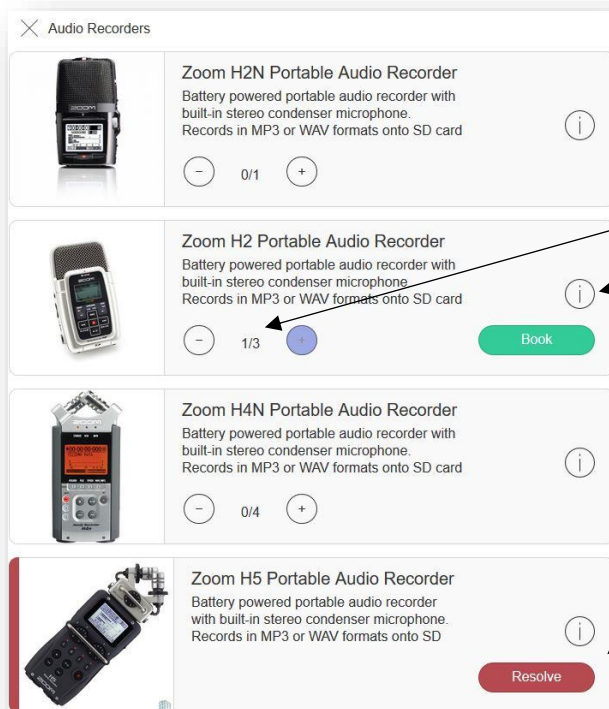 Audio Recorders
Zoom H2N Portable Audio Recorder
Battery powered portable audio recorder with
built-in stereo condenser microphone.
Records in MP3 or WAV formats onto SD card
- 0/1 +
i
Zoom H2 Portable Audio Recorder
Battery powered portable audio recorder with
built-in stereo condenser microphone
Records in MP3 or WAV formats onto SD card
i
- 1/3 +
Book
Zoom H4N Portable Audio Recorder
Battery powered portable audio recorder with
built-in stereo condenser microphone.
Records in MP3 or WAV formats onto SD card
i
- 0/4 +
Zoom H5 Portable Audio Recorder
Battery powered portable audio recorder
with built-in stereo condenser microphone.
Records in MP3 or WAV formats onto SD
i
Resolve